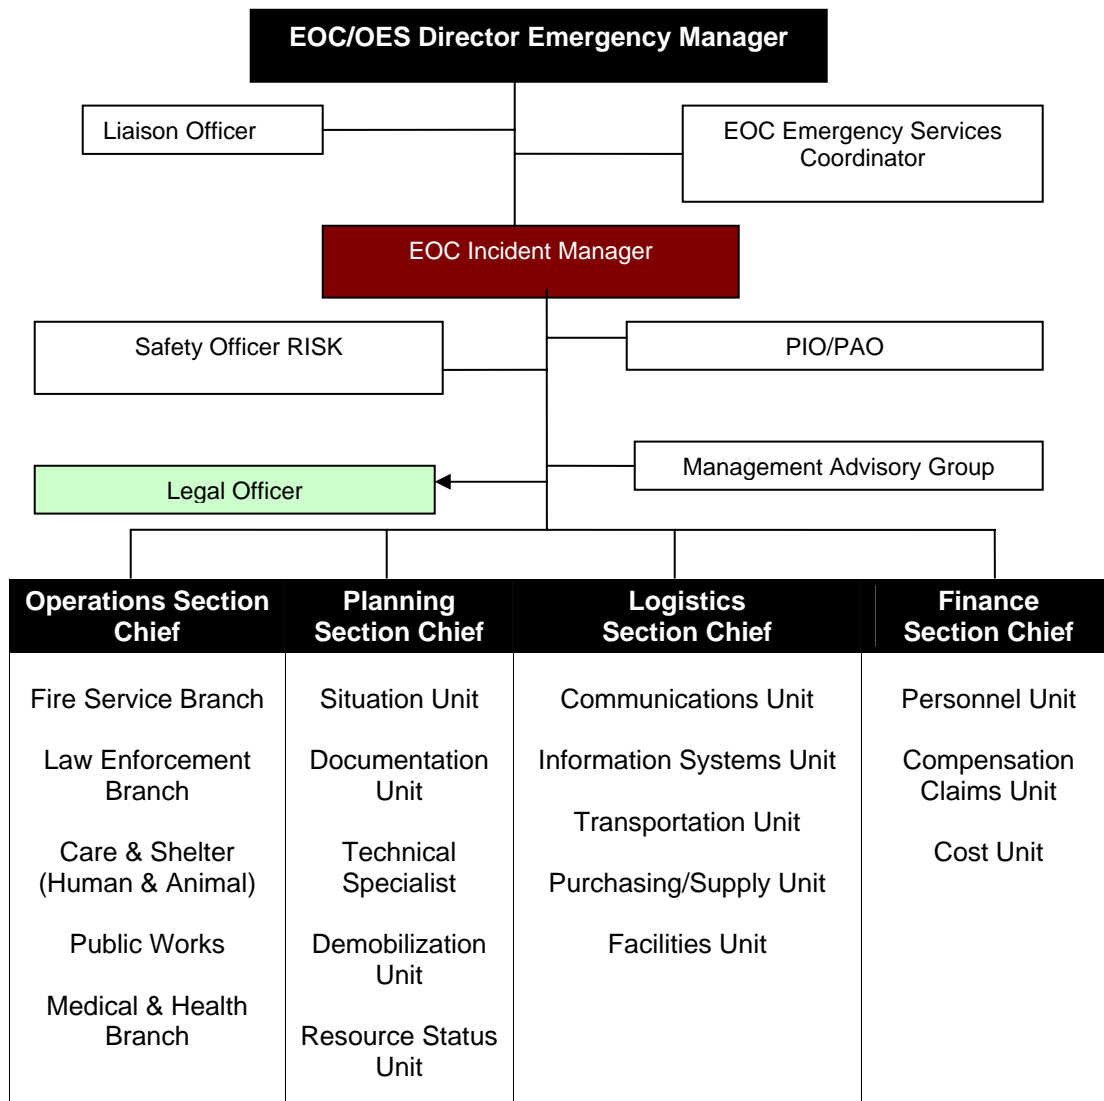 EOC/OES Director Emergency Manager
Liaison Officer
EOC Emergency Services
Coordinator
EOC Incident Manager
Safety Officer RISK
PIO/PAO
Management Advisory Group
Legal Officer
Operations Section
Chief
Fire Service Branch
Law Enforcement
Branch
Care & Shelter
(Human & Animal)
Public Works
Medical & Health
Branch
Planning
Section Chief
Situation Unit
Documentation
Unit
Technical
Specialist
Demobilization
Unit
Resource Status
Unit
Logistics
Section Chief
Communications Unit
Information Systems Unit
Transportation Unit
Purchasing/Supply Unit
Facilities Unit
Finance
Section Chief
Personnel Unit
Compensation
Claims Unit
Cost Unit